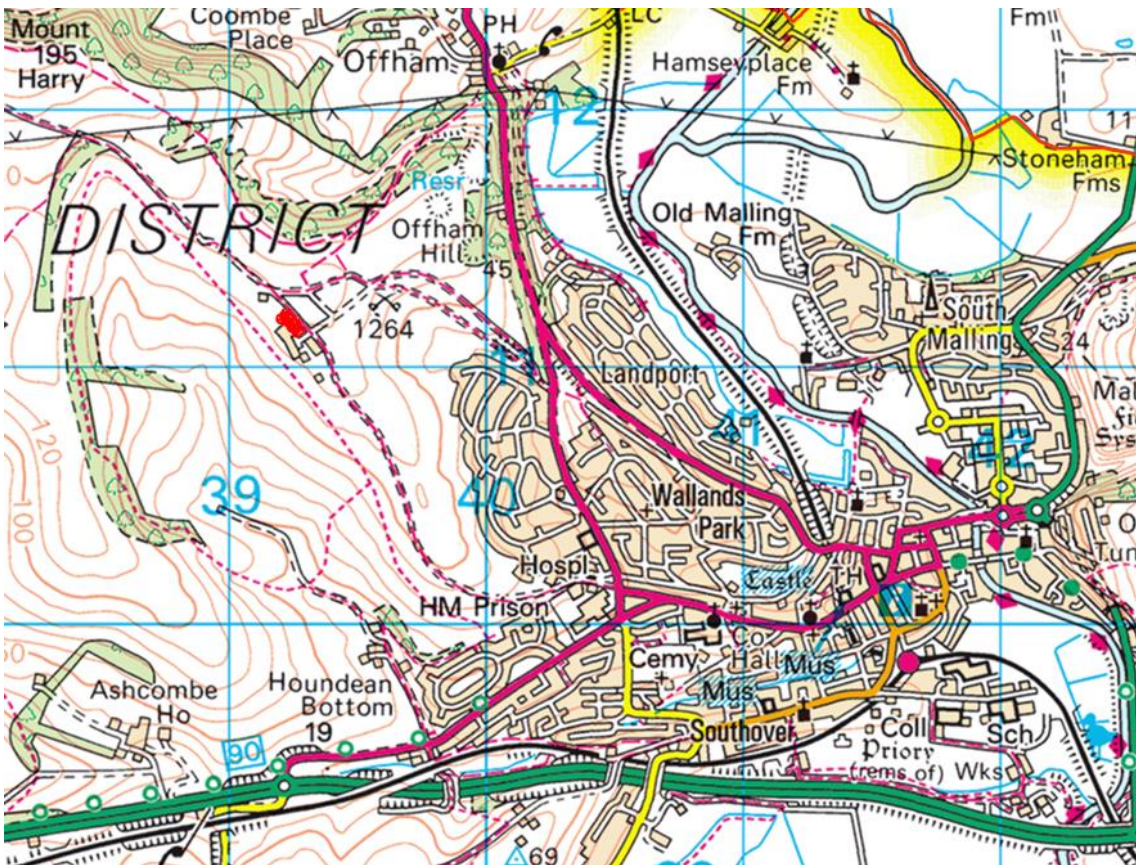 Mount
195
Harry
Coombe
Place
PH
LC
Offham
Hamseyplace
Fm
Fm
12
11
Stoneham
Fms
Resr
DISTRICT
Offham
Hill
45
Old Malling
Fm
1264
South
Malling
24
7
11
Landport
Mal
41
42
120
100
39
40
Wallands
Park
Hospl
Castle
TH
HM Prison
Co
Hall
Mus
Mus
Cemy
Houndean
Bottom
19
Ashcombe
Ho
90
Southover
Coll
Sch
Priory
(rems of)
Wks
Tun
69